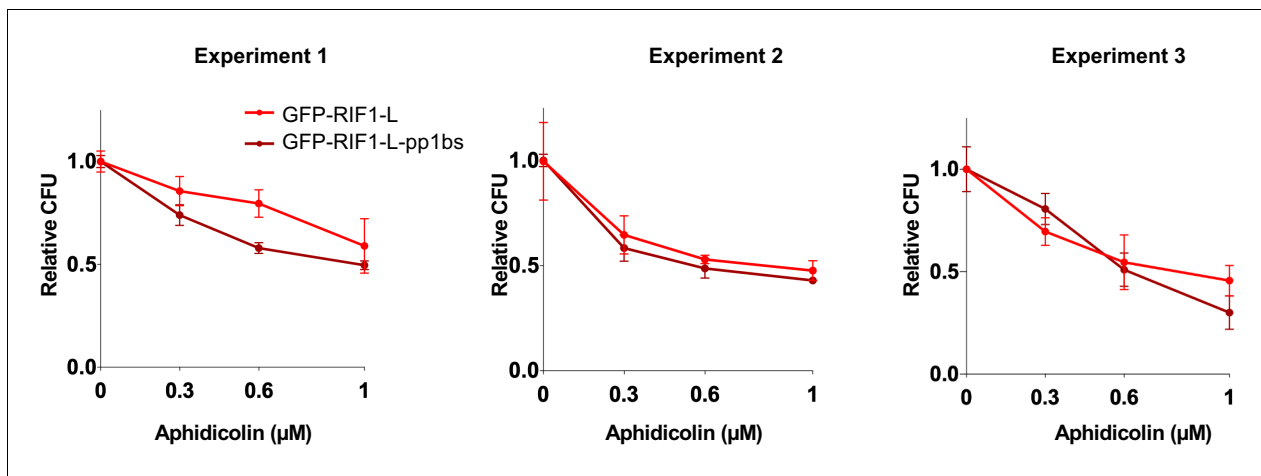 Experiment 1
Experiment 2
Experiment 3
GFP-RIF1-L
GFP-RIF1-L-pp1bs
Relative CFU
1.0
0.5
0.0
0
0.3
0.6
1
Aphidicolin (µM)
Relative CFU
1.0
0.5
0.0
0
0.3
0.6
1
Aphidicolin (µM)
Relative CFU
1.0
0.5
0.0
0
0.3
0.6
1
Aphidicolin (µM)